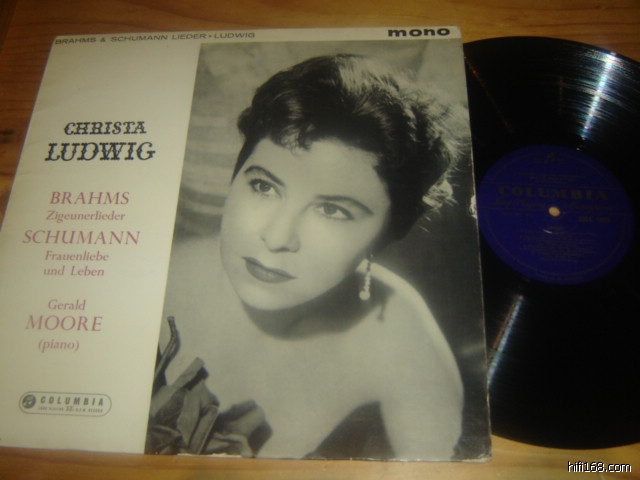 BRAHMS & SCHUMANN LIEDER • LUDWIG
mono
CHRISTA
LUDWIG
BRAHMS
Zigeunerlieder
SCHUMANN
Frauenliebe
und Leben
Gerald
MOORE
(piano)
COLUMBIA
COLUMBIA
hifi168.com